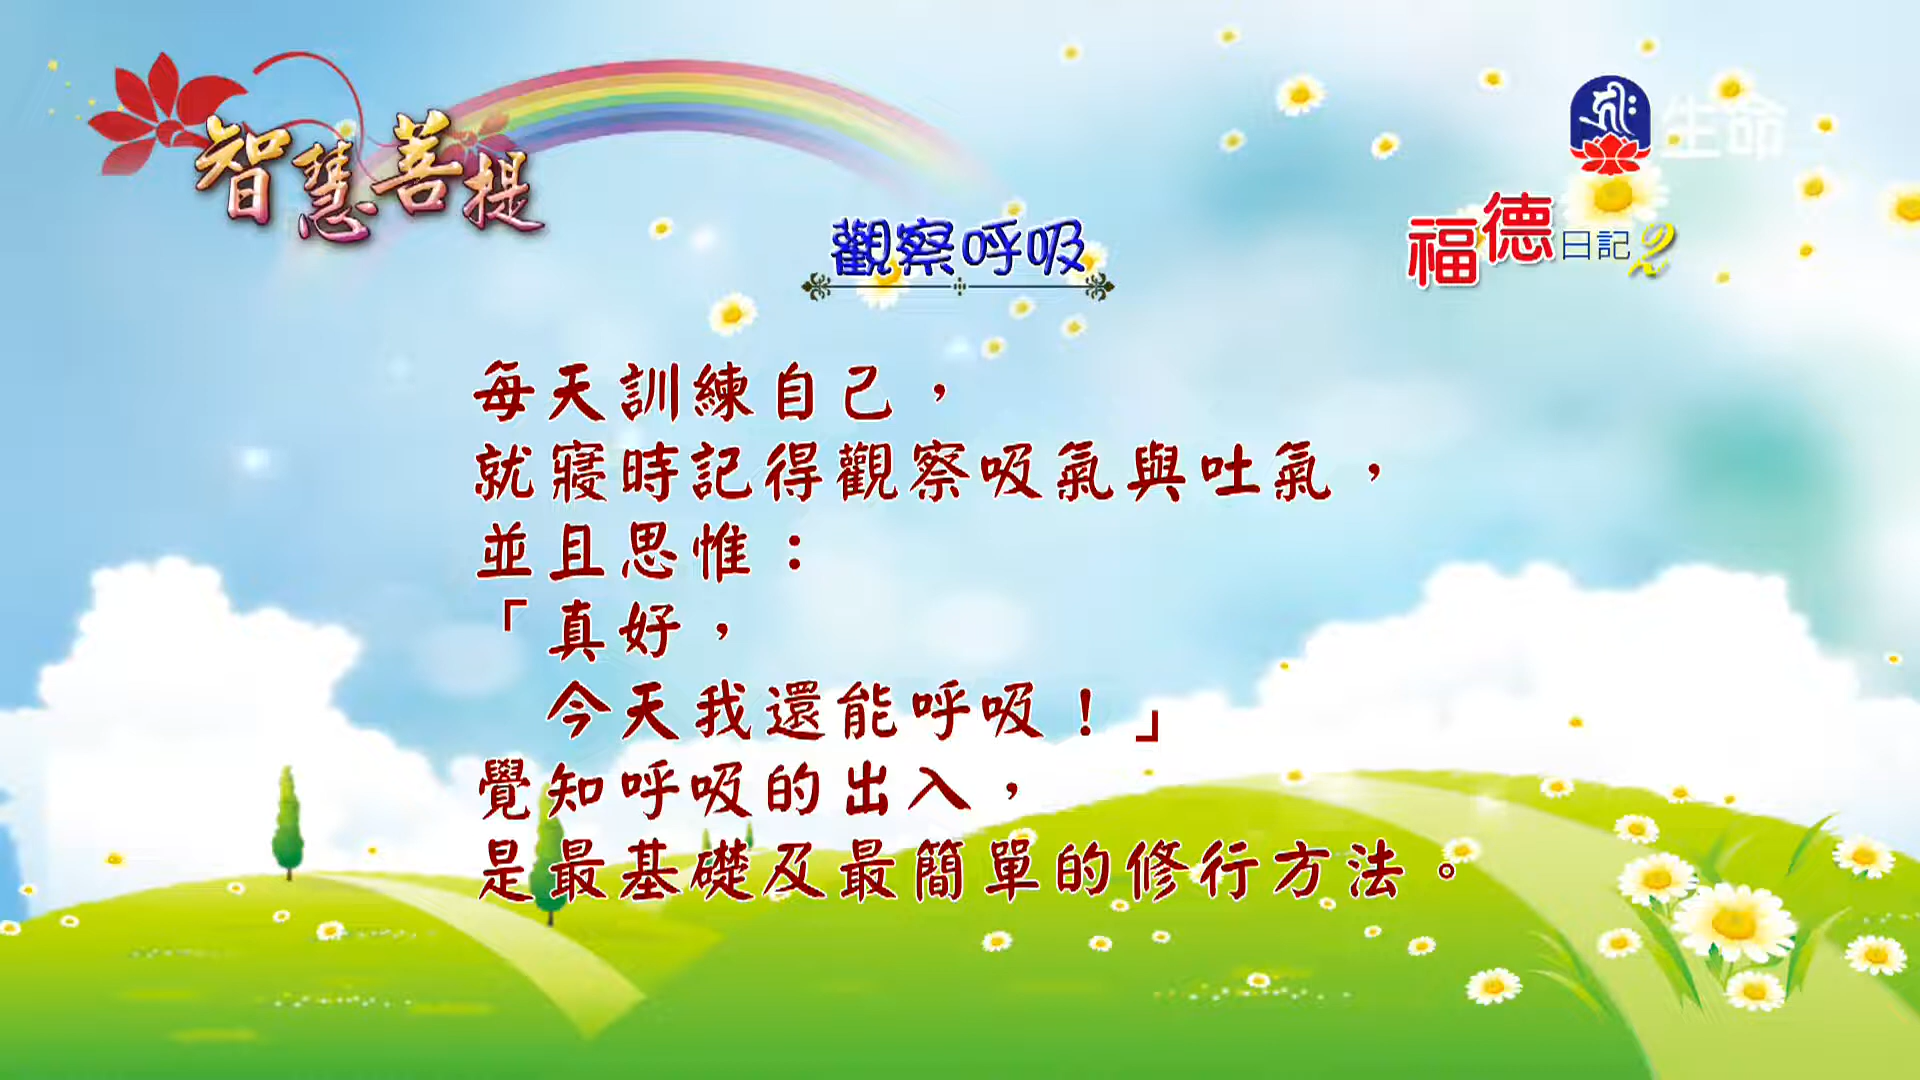 智慧菩提
生命
福德日記2
觀察呼吸
每天訓練自己，
就寢時記得觀察吸氣與吐氣，
並且思惟：
「真好，
今天我還能呼吸！」
覺知呼吸的出入，
是最基礎及最簡單的修行方法。